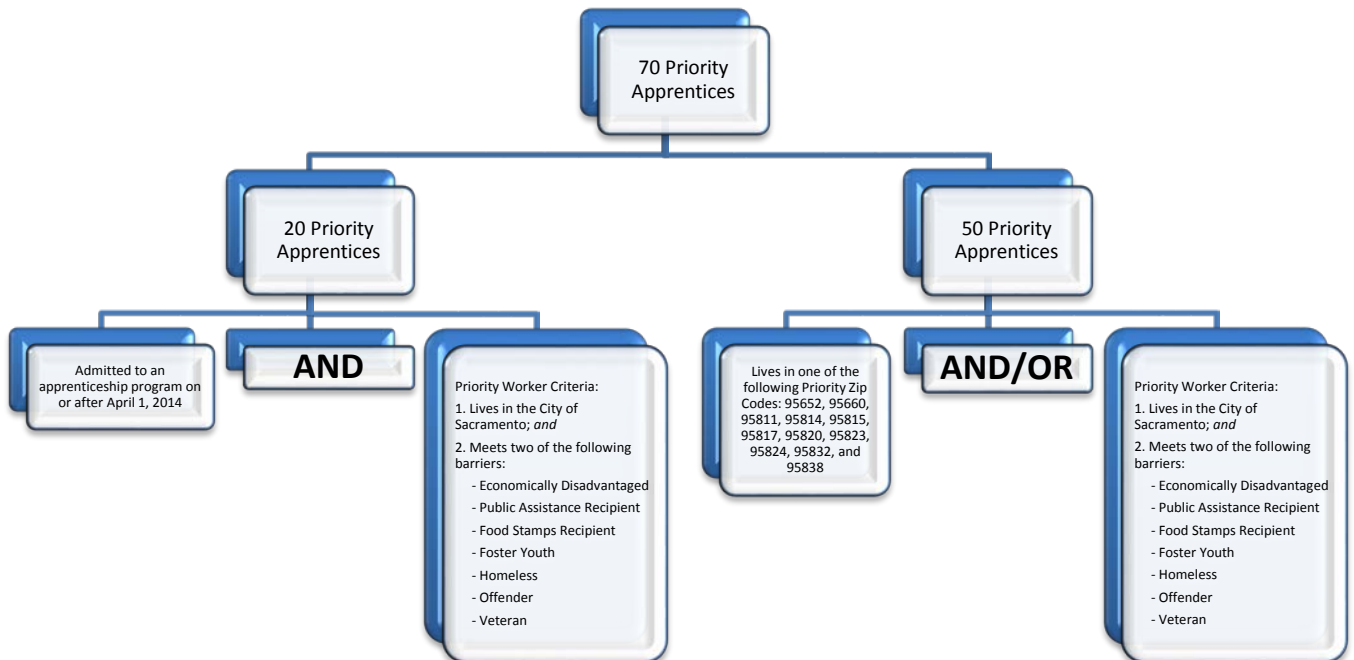 70 Priority
Apprentices
20 Priority
Apprentices
50 Priority
Apprentices
Admitted to an
apprenticeship program on
or after April 1, 2014
AND
Priority Worker Criteria:
1. Lives in the City of
Sacramento; and
2. Meets two of the following
barriers:
- Economically Disadvantaged
- Public Assistance Recipient
- Food Stamps Recipient
- Foster Youth
- Homeless
- Offender
- Veteran
Lives in one of the
following Priority Zip
Codes: 95652, 95660,
95811, 95814, 95815,
95817, 95820, 95823,
95824, 95832, and
95838
AND/OR
Priority Worker Criteria:
1. Lives in the City of
Sacramento; and
2. Meets two of the following
barriers:
- Economically Disadvantaged
- Public Assistance Recipient
- Food Stamps Recipient
- Foster Youth
- Homeless
- Offender
- Veteran